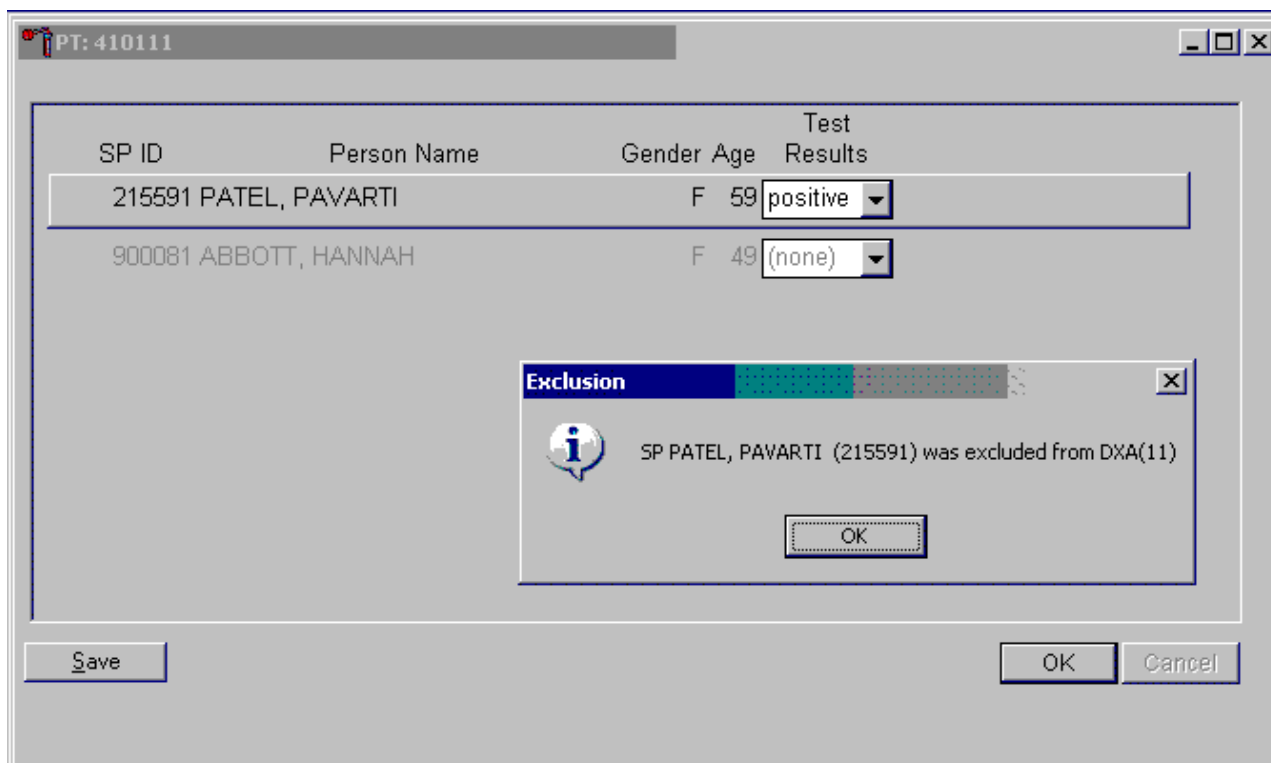 PT: 410111
Test
SP ID Person Name Gender Age Results
215591 PATEL, PAVARTI F 59 positive
900081 ABBOTT, HANNAH F 49 (none)
Exclusion
SP PATEL, PAVARTI (215591) was excluded from DXA(11)
OK
Save OK Cancel